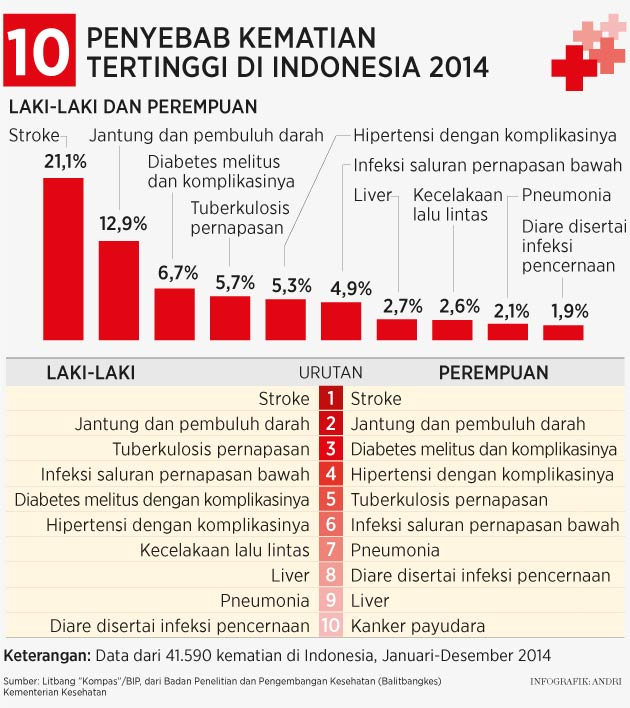 10
PENYEBAB KEMATIAN
TERTINGGI DI INDONESIA 2014
LAKI-LAKI DAN PEREMPUAN
Stroke
21,1%
Jantung dan pembuluh darah
12,9%
Diabetes melitus
dan komplikasinya
6,7%
Tuberkulosis
pernapasan
5,7%
Hipertensi dengan komplikasinya
5,3%
Infeksi saluran pernapasan bawah
4,9%
Liver
2,7%
Kecelakaan
lalu lintas
2,6%
Pneumonia
2,1%
Diare disertai
infeksi
pencernaan
1,9%
LAKI-LAKI URUTAN PEREMPUAN
Stroke 1 Stroke
Jantung dan pembuluh darah 2 Jantung dan pembuluh darah
Tuberkulosis pernapasan 3 Diabetes melitus dan komplikasinya
Infeksi saluran pernapasan bawah 4 Hipertensi dengan komplikasinya
Diabetes melitus dengan komplikasinya 5 Tuberkulosis pernapasan
Hipertensi dengan komplikasinya 6 Infeksi saluran pernapasan bawah
Kecelakaan lalu lintas 7 Pneumonia
Liver 8 Diare disertai infeksi pencernaan
Pneumonia 9 Liver
Diare disertai infeksi pencernaan 10 Kanker payudara
Keterangan: Data dari 41.590 kematian di Indonesia, Januari-Desember 2014
Sumber: Litbang "Kompas"/BIP, dari Badan Penelitian dan Pengembangan Kesehatan (Balitbangkes)
Kementerian Kesehatan
INFOGRAFIK: ANDRI